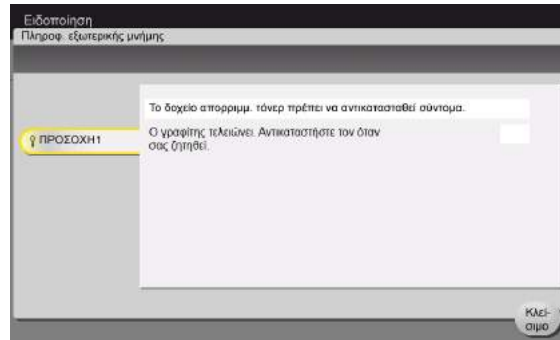 Ειδοποίηση
Πληροφ. εξωτερικής μνήμης
Το δοχείο απορριμμ. τόνερ πρέπει να αντικατασταθεί σύντομα.
ΠΡΟΣΟΧΗ1
Ο γραφίτης τελειώνει. Αντικαταστήστε τον όταν
σας ζητηθεί.
Κλεί-
σιμο